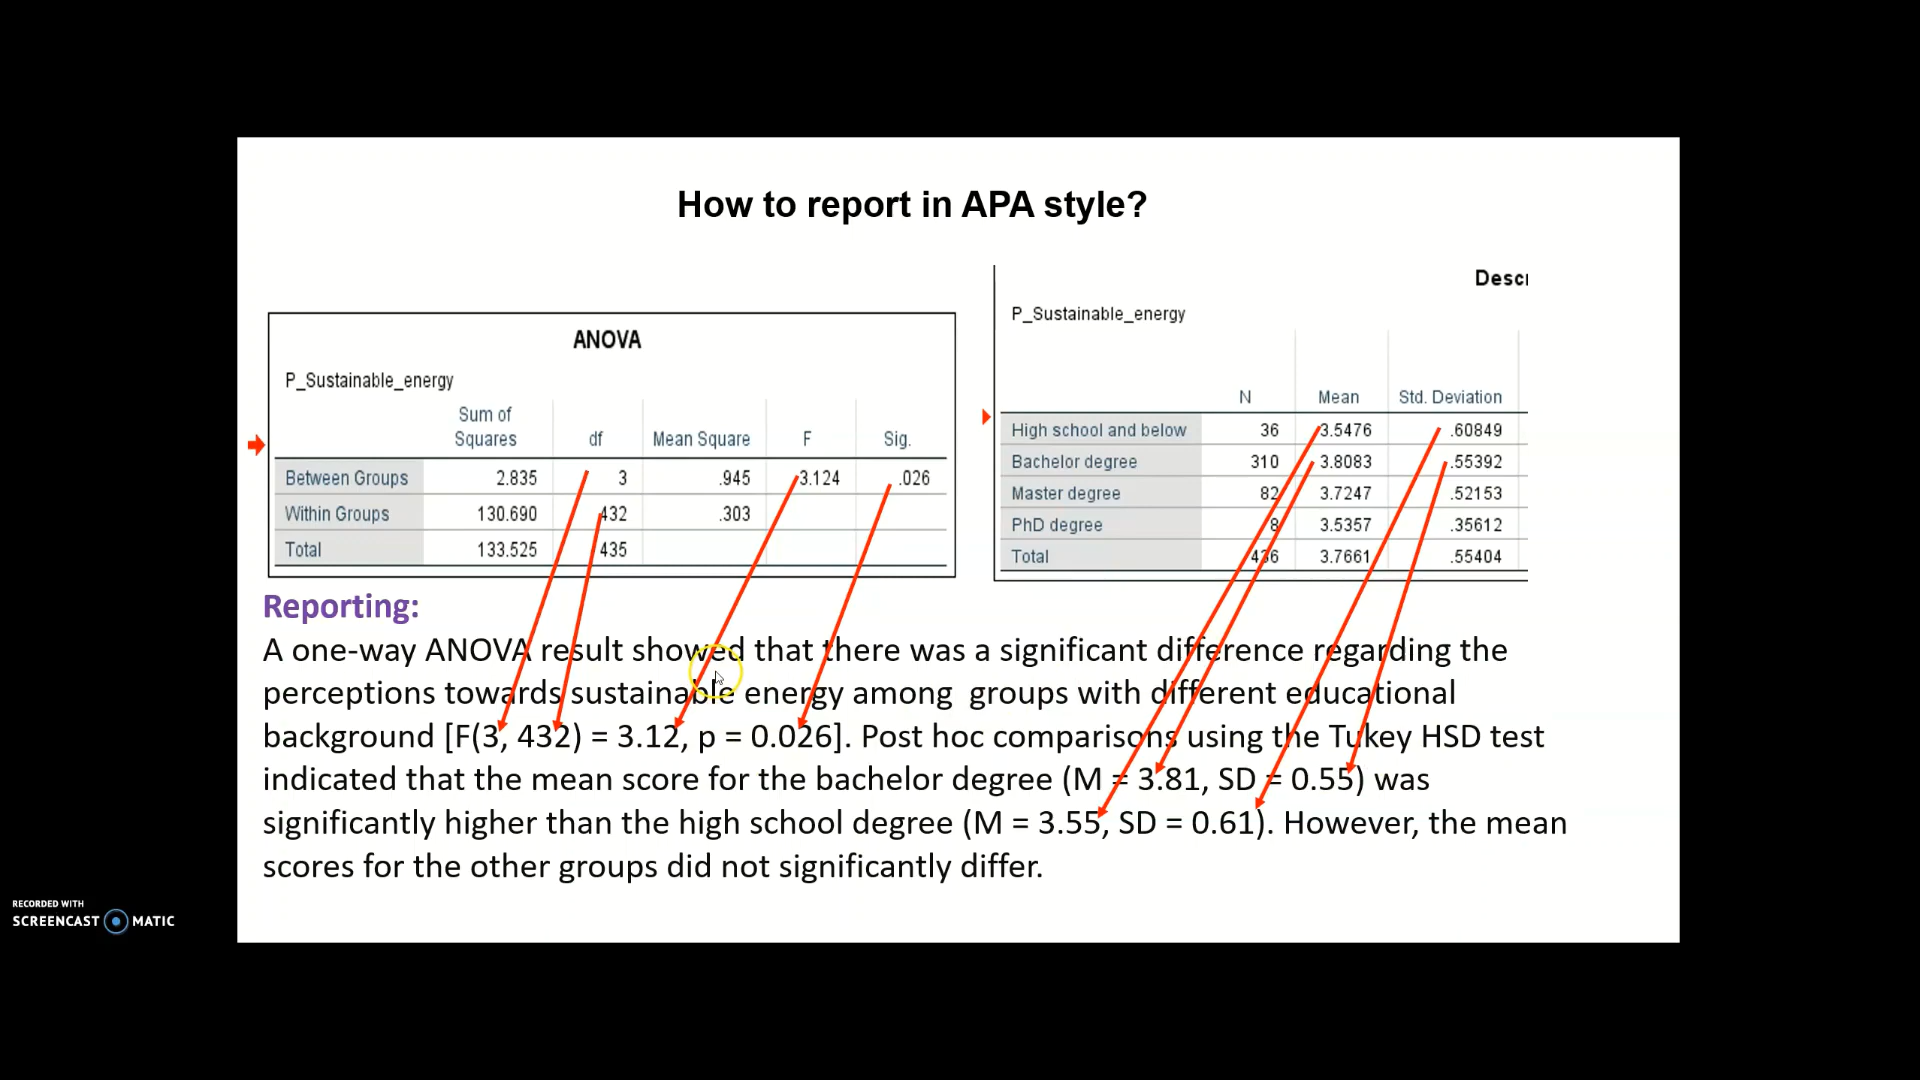 How to report in APA style?
ANOVA
P_Sustainable_energy
Sum of Squares df Mean Square F Sig.
Between Groups 2.835 3 .945 3.124 .026
Within Groups 130.690 432 .303
Total 133.525 435
Descr
P_Sustainable_energy
N Mean Std. Deviation
High school and below 36 3.5476 .60849
Bachelor degree 310 3.8083 .55392
Master degree 82 3.7247 .52153
PhD degree 8 3.5357 .35612
Total 436 3.7661 .55404
Reporting:
A one-way ANOVA result showed that there was a significant difference regarding the
perceptions towards sustainable energy among  groups with different educational
background [F(3, 432) = 3.12, p = 0.026]. Post hoc comparisons using the Tukey HSD test
indicated that the mean score for the bachelor degree (M = 3.81, SD = 0.55) was
significantly higher than the high school degree (M = 3.55, SD = 0.61). However, the mean
scores for the other groups did not significantly differ.
RECORDED WITH
SCREENCAST MATIC